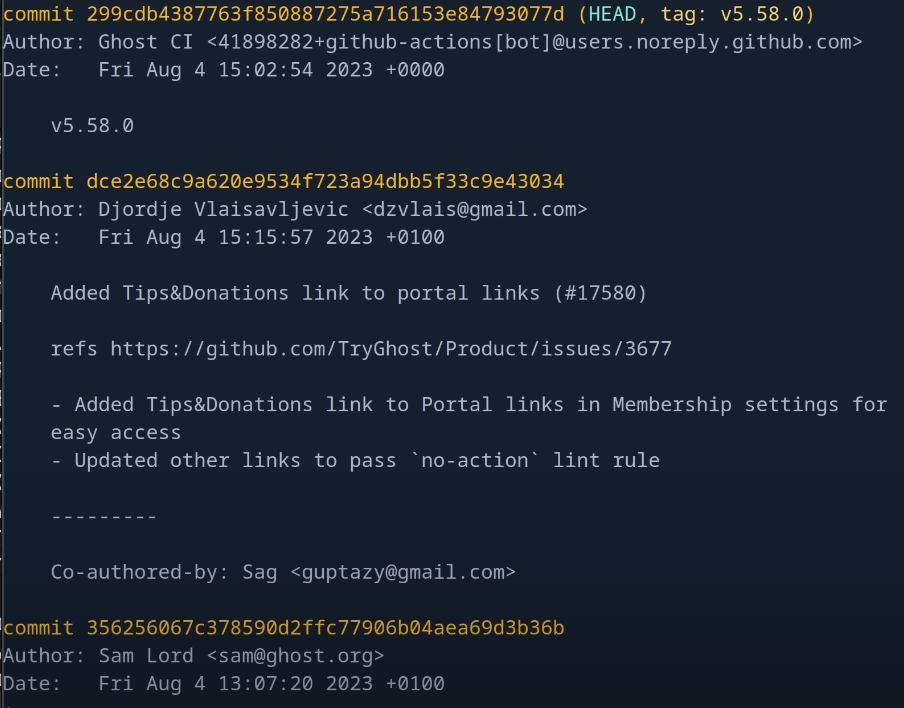 commit 299cdb4387763f850887275a716153e84793077d (HEAD, tag: v5.58.0)
Author: Ghost CI <41898282+github-actions[bot]@users.noreply.github.com>
Date:   Fri Aug 4 15:02:54 2023 +0000
v5.58.0
commit dce2e68c9a620e9534f723a94dbb5f33c9e43034
Author: Djordje Vlaisavljevic <dzvlais@gmail.com>
Date:   Fri Aug 4 15:15:57 2023 +0100
Added Tips&Donations link to portal links (#17580)
refs https://github.com/TryGhost/Product/issues/3677
- Added Tips&Donations link to Portal links in Membership settings for
easy access
- Updated other links to pass `no-action` lint rule
---------
Co-authored-by: Sag <guptazy@gmail.com>
commit 356256067c378590d2ffc77906b04aea69d3b36b
Author: Sam Lord <sam@ghost.org>
Date:   Fri Aug 4 13:07:20 2023 +0100